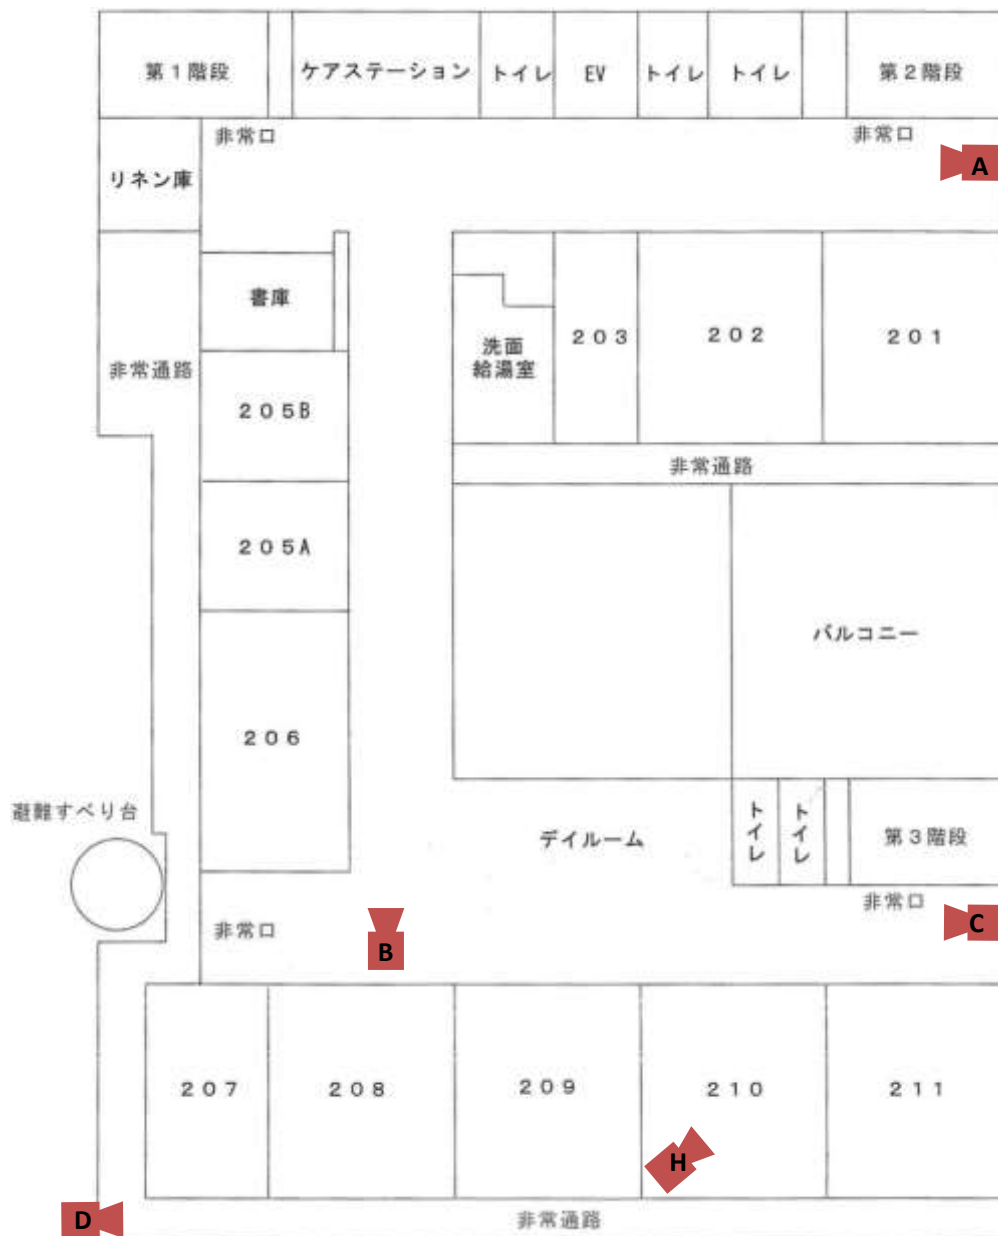 第１階段
ケアステーション
トイレ
EV
トイレ
トイレ
第２階段
非常口
非常口
A
リネン庫
書庫
洗面
給湯室
２０３
２０２
２０１
非常通路
２０５B
非常通路
２０５A
バルコニー
２０６
避難すべり台
デイルーム
トイレ
トイレ
第３階段
非常口
非常口
B
C
２０７
２０８
２０９
２１０
２１１
H
D
非常通路